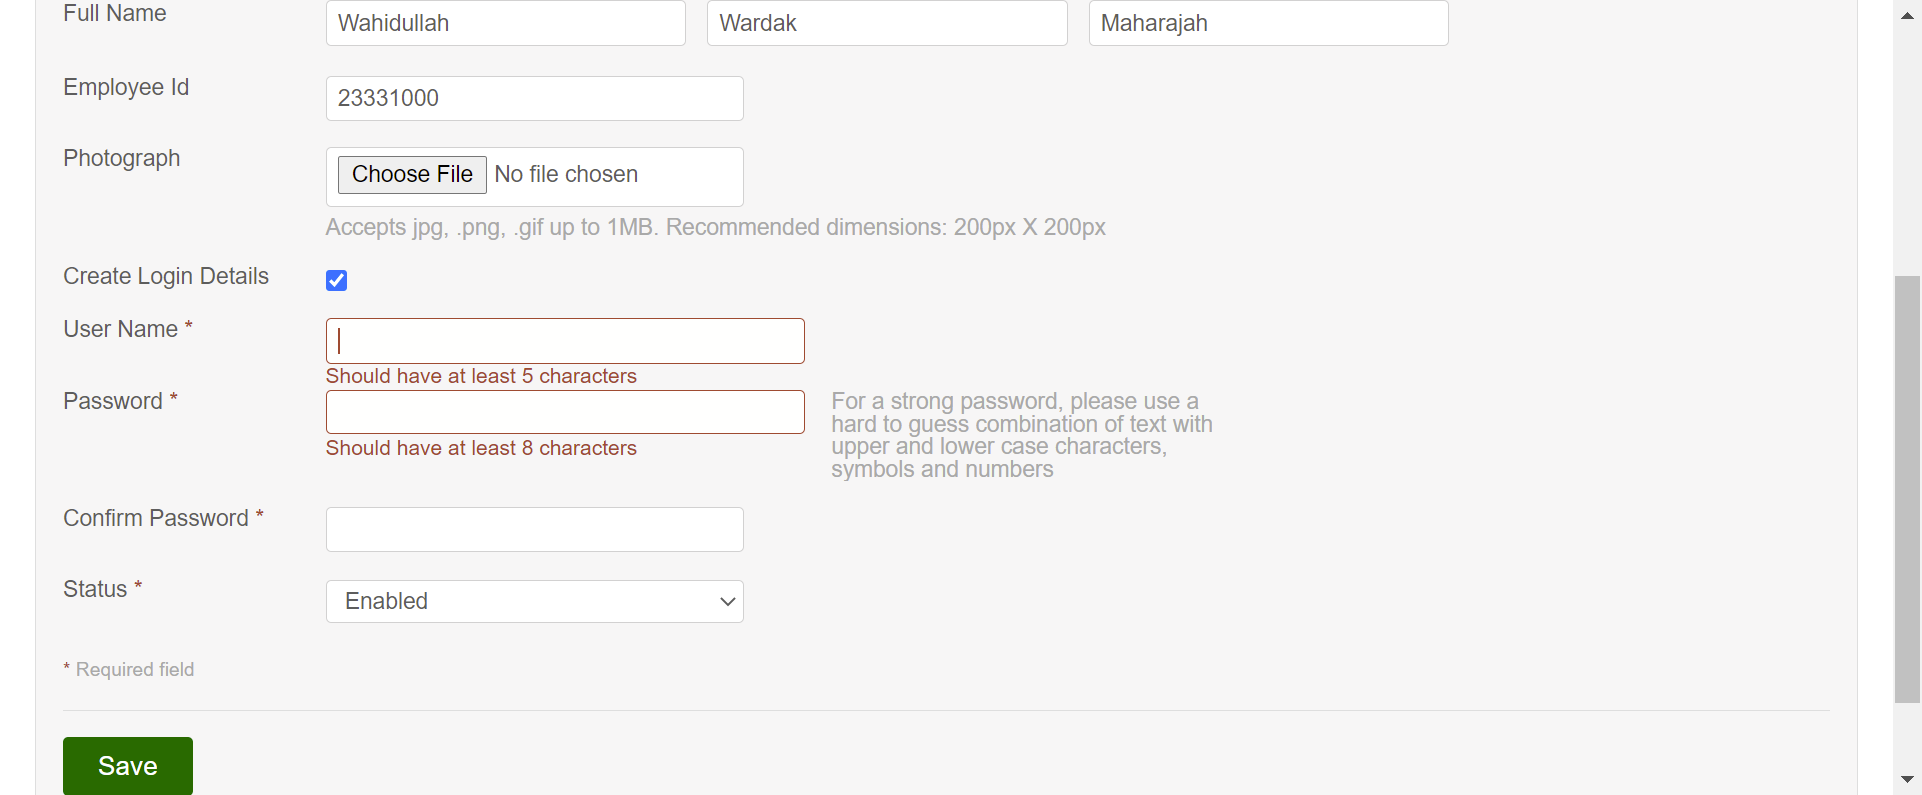 Full Name
Wahidullah
Wardak
Maharajah
Employee Id
23331000
Photograph
Choose File No file chosen
Accepts jpg, .png, .gif up to 1MB. Recommended dimensions: 200px X 200px
Create Login Details
User Name *
Should have at least 5 characters
Password *
Should have at least 8 characters
For a strong password, please use a
hard to guess combination of text with
upper and lower case characters,
symbols and numbers
Confirm Password *
Status *
Enabled
* Required field
Save